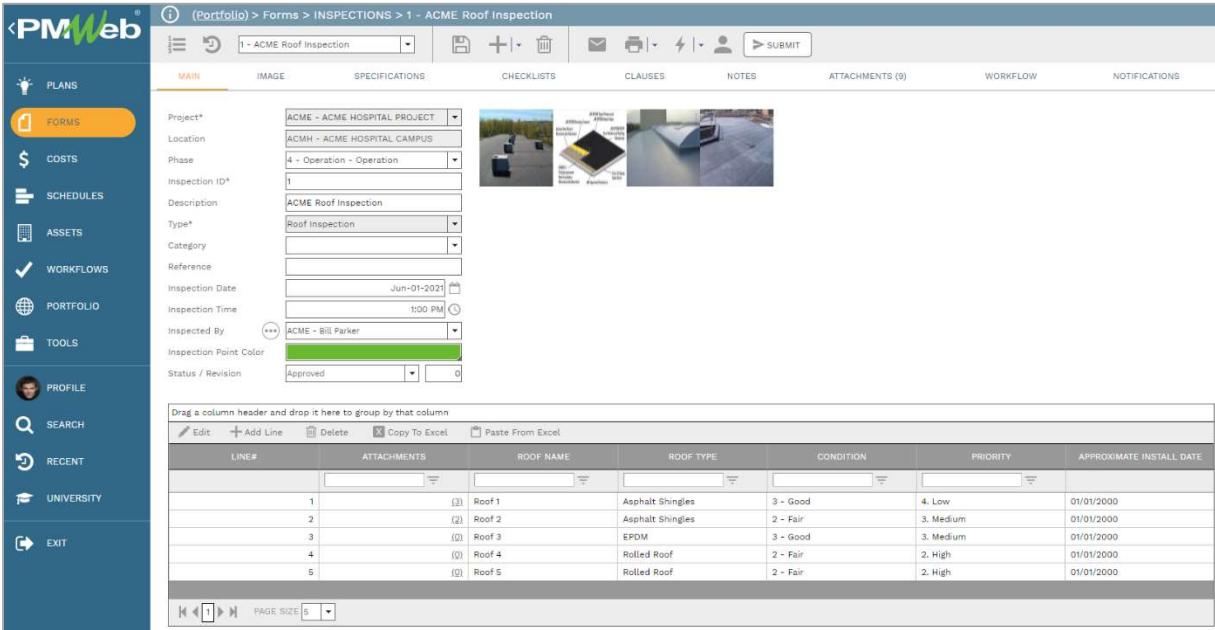 PMWeb ®
(Portfolio) > Forms > INSPECTIONS > 1 - ACME Roof Inspection
1 - ACME Roof Inspection
SUBMIT
PLANS
FORMS
COSTS
SCHEDULES
ASSETS
WORKFLOWS
PORTFOLIO
TOOLS
PROFILE
SEARCH
RECENT
UNIVERSITY
EXIT
MAIN IMAGE SPECIFICATIONS CHECKLISTS CLAUSES NOTES ATTACHMENTS (9) WORKFLOW NOTIFICATIONS
Project* ACME - ACME HOSPITAL PROJECT
Location ACMH - ACME HOSPITAL CAMPUS
Phase 4 - Operation - Operation
Inspection ID* 1
Description ACME Roof Inspection
Type* Roof Inspection
Category
Reference
Inspection Date Jun-01-2021
Inspection Time 1:00 PM
Inspected By ACME - Bill Parker
Inspection Point Color
Status / Revision Approved 0
Drag a column header and drop it here to group by that column
Edit Add Line Delete Copy To Excel Paste From Excel
LINE# ATTACHMENTS ROOF NAME ROOF TYPE CONDITION PRIORITY APPROXIMATE INSTALL DATE
1 (3) Roof 1 Asphalt Shingles 3 - Good 4. Low 01/01/2000
2 (2) Roof 2 Asphalt Shingles 2 - Fair 3. Medium 01/01/2000
3 (0) Roof 3 EPDM 3 - Good 3. Medium 01/01/2000
4 (0) Roof 4 Rolled Roof 2 - Fair 2. High 01/01/2000
5 (0) Roof 5 Rolled Roof 2 - Fair 2. High 01/01/2000
1 PAGE SIZE 5